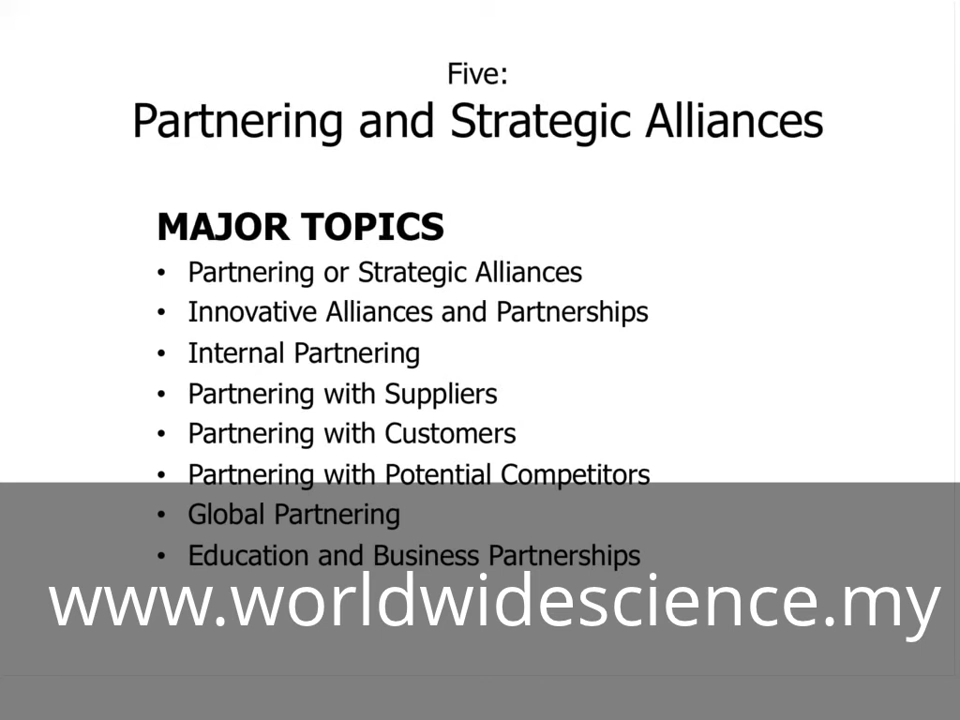 Five:
Partnering and Strategic Alliances
MAJOR TOPICS
• Partnering or Strategic Alliances
• Innovative Alliances and Partnerships
• Internal Partnering
• Partnering with Suppliers
• Partnering with Customers
• Partnering with Potential Competitors
• Global Partnering
• Education and Business Partnerships
www.worldwidescience.my